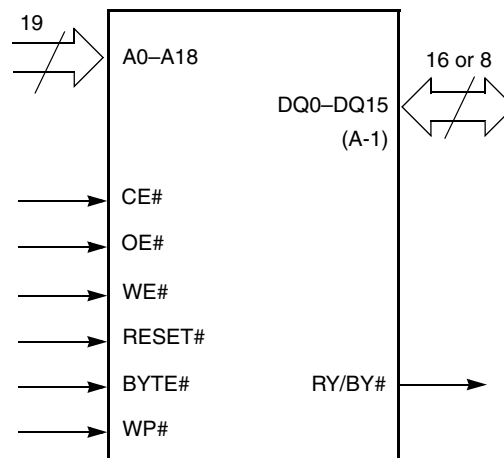 19
A0–A18
16 or 8
DQ0–DQ15
(A-1)
CE#
OE#
WE#
RESET#
BYTE#
RY/BY#
WP#